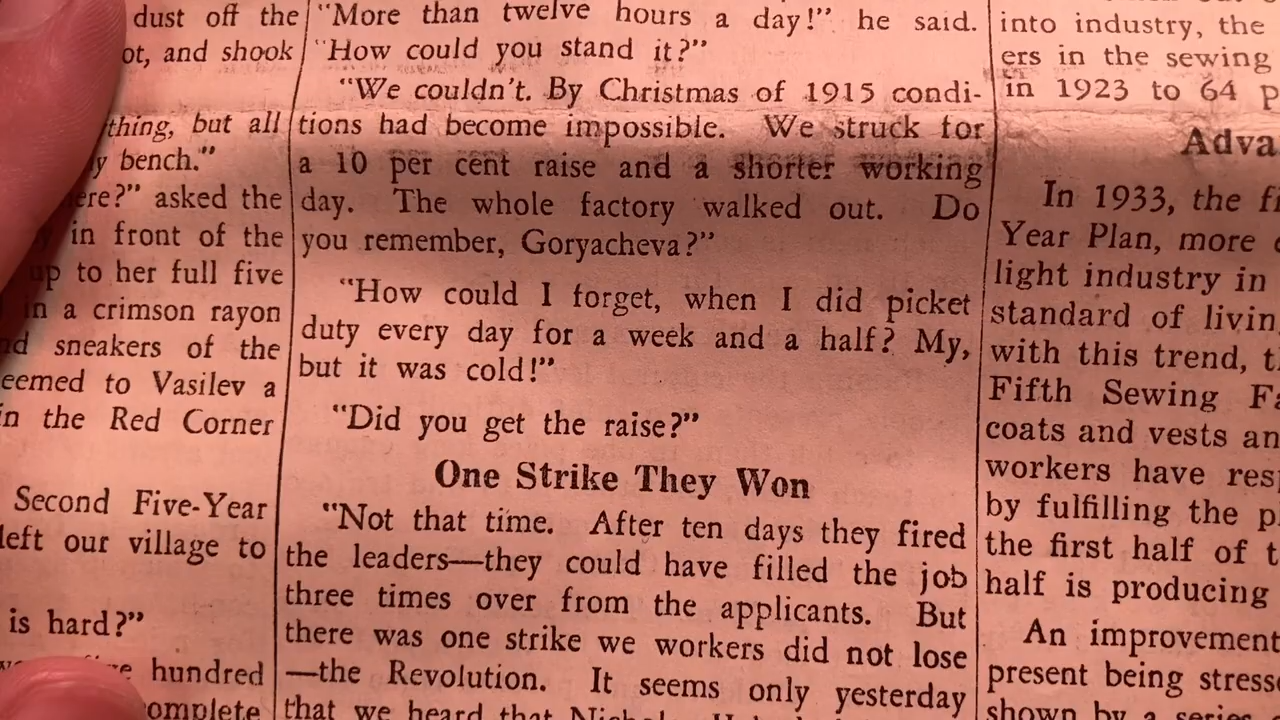 dust off the
ot, and shook
thing, but all
y bench."
ere?" asked the
in front of the
up to her full five
in a crimson rayon
nd sneakers of the
eemed to Vasilev a
in the Red Corner
Second Five-Year
left our village to
is hard?"
hundred
omplete
"More than twelve hours a day!" he said.
"How could you stand it?"
"We couldn't. By Christmas of 1915 condi-
tions had become impossible. We struck for
a 10 per cent raise and a shorter working
day. The whole factory walked out. Do
you remember, Goryacheva?"
"How could I forget, when I did picket
duty every day for a week and a half? My,
but it was cold!"
"Did you get the raise?"
One Strike They Won
"Not that time. After ten days they fired
the leaders—they could have filled the job
three times over from the applicants. But
there was one strike we workers did not lose
—the Revolution. It seems only yesterday
that we heard that
into industry, the
ers in the sewing
in 1923 to 64 p
Adva
In 1933, the fi
Year Plan, more
light industry in
standard of livin
with this trend, t
Fifth Sewing Fa
coats and vests an
workers have resp
by fulfilling the p
the first half of t
half is producing
An improvement
present being stresse
shown by a series